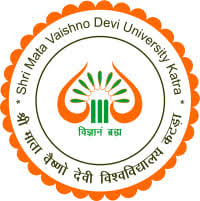 * Shri Mata Vaishno Devi University Katra *
विज्ञानं ब्रह्म
श्री माता वैष्णो देवी विश्वविद्यालय कटड़ा